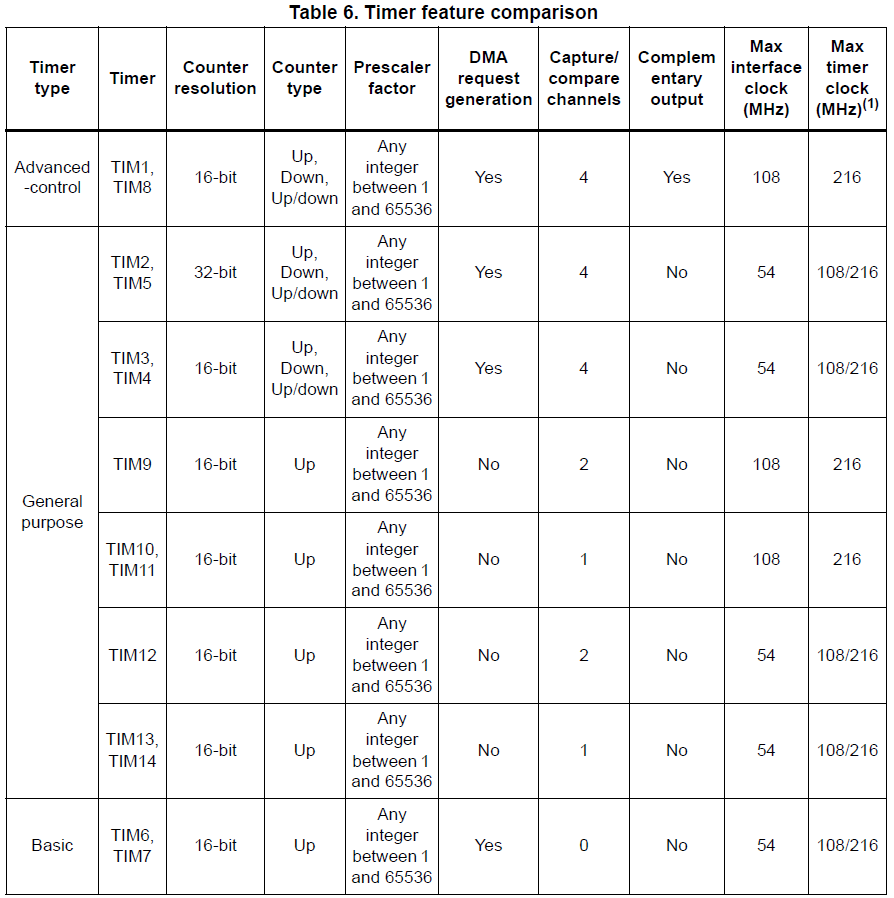 Table 6. Timer feature comparison
Timer
type
Timer
Counter
resolution
Counter
type
Prescaler
factor
DMA
request
generation
Capture/
compare
channels
Complem
entary
output
Max
interface
clock
(MHz)
Max
timer
clock
(MHz)(1)
Advanced
-control
TIM1,
TIM8
16-bit
Up,
Down,
Up/down
Any
integer
between 1
and 65536
Yes
4
Yes
108
216
General
purpose
TIM2,
TIM5
32-bit
Up,
Down,
Up/down
Any
integer
between 1
and 65536
Yes
4
No
54
108/216
TIM3,
TIM4
16-bit
Up,
Down,
Up/down
Any
integer
between 1
and 65536
Yes
4
No
54
108/216
TIM9
16-bit
Up
Any
integer
between 1
and 65536
No
2
No
108
216
TIM10,
TIM11
16-bit
Up
Any
integer
between 1
and 65536
No
1
No
108
216
TIM12
16-bit
Up
Any
integer
between 1
and 65536
No
2
No
54
108/216
TIM13,
TIM14
16-bit
Up
Any
integer
between 1
and 65536
No
1
No
54
108/216
Basic
TIM6,
TIM7
16-bit
Up
Any
integer
between 1
and 65536
Yes
0
No
54
108/216